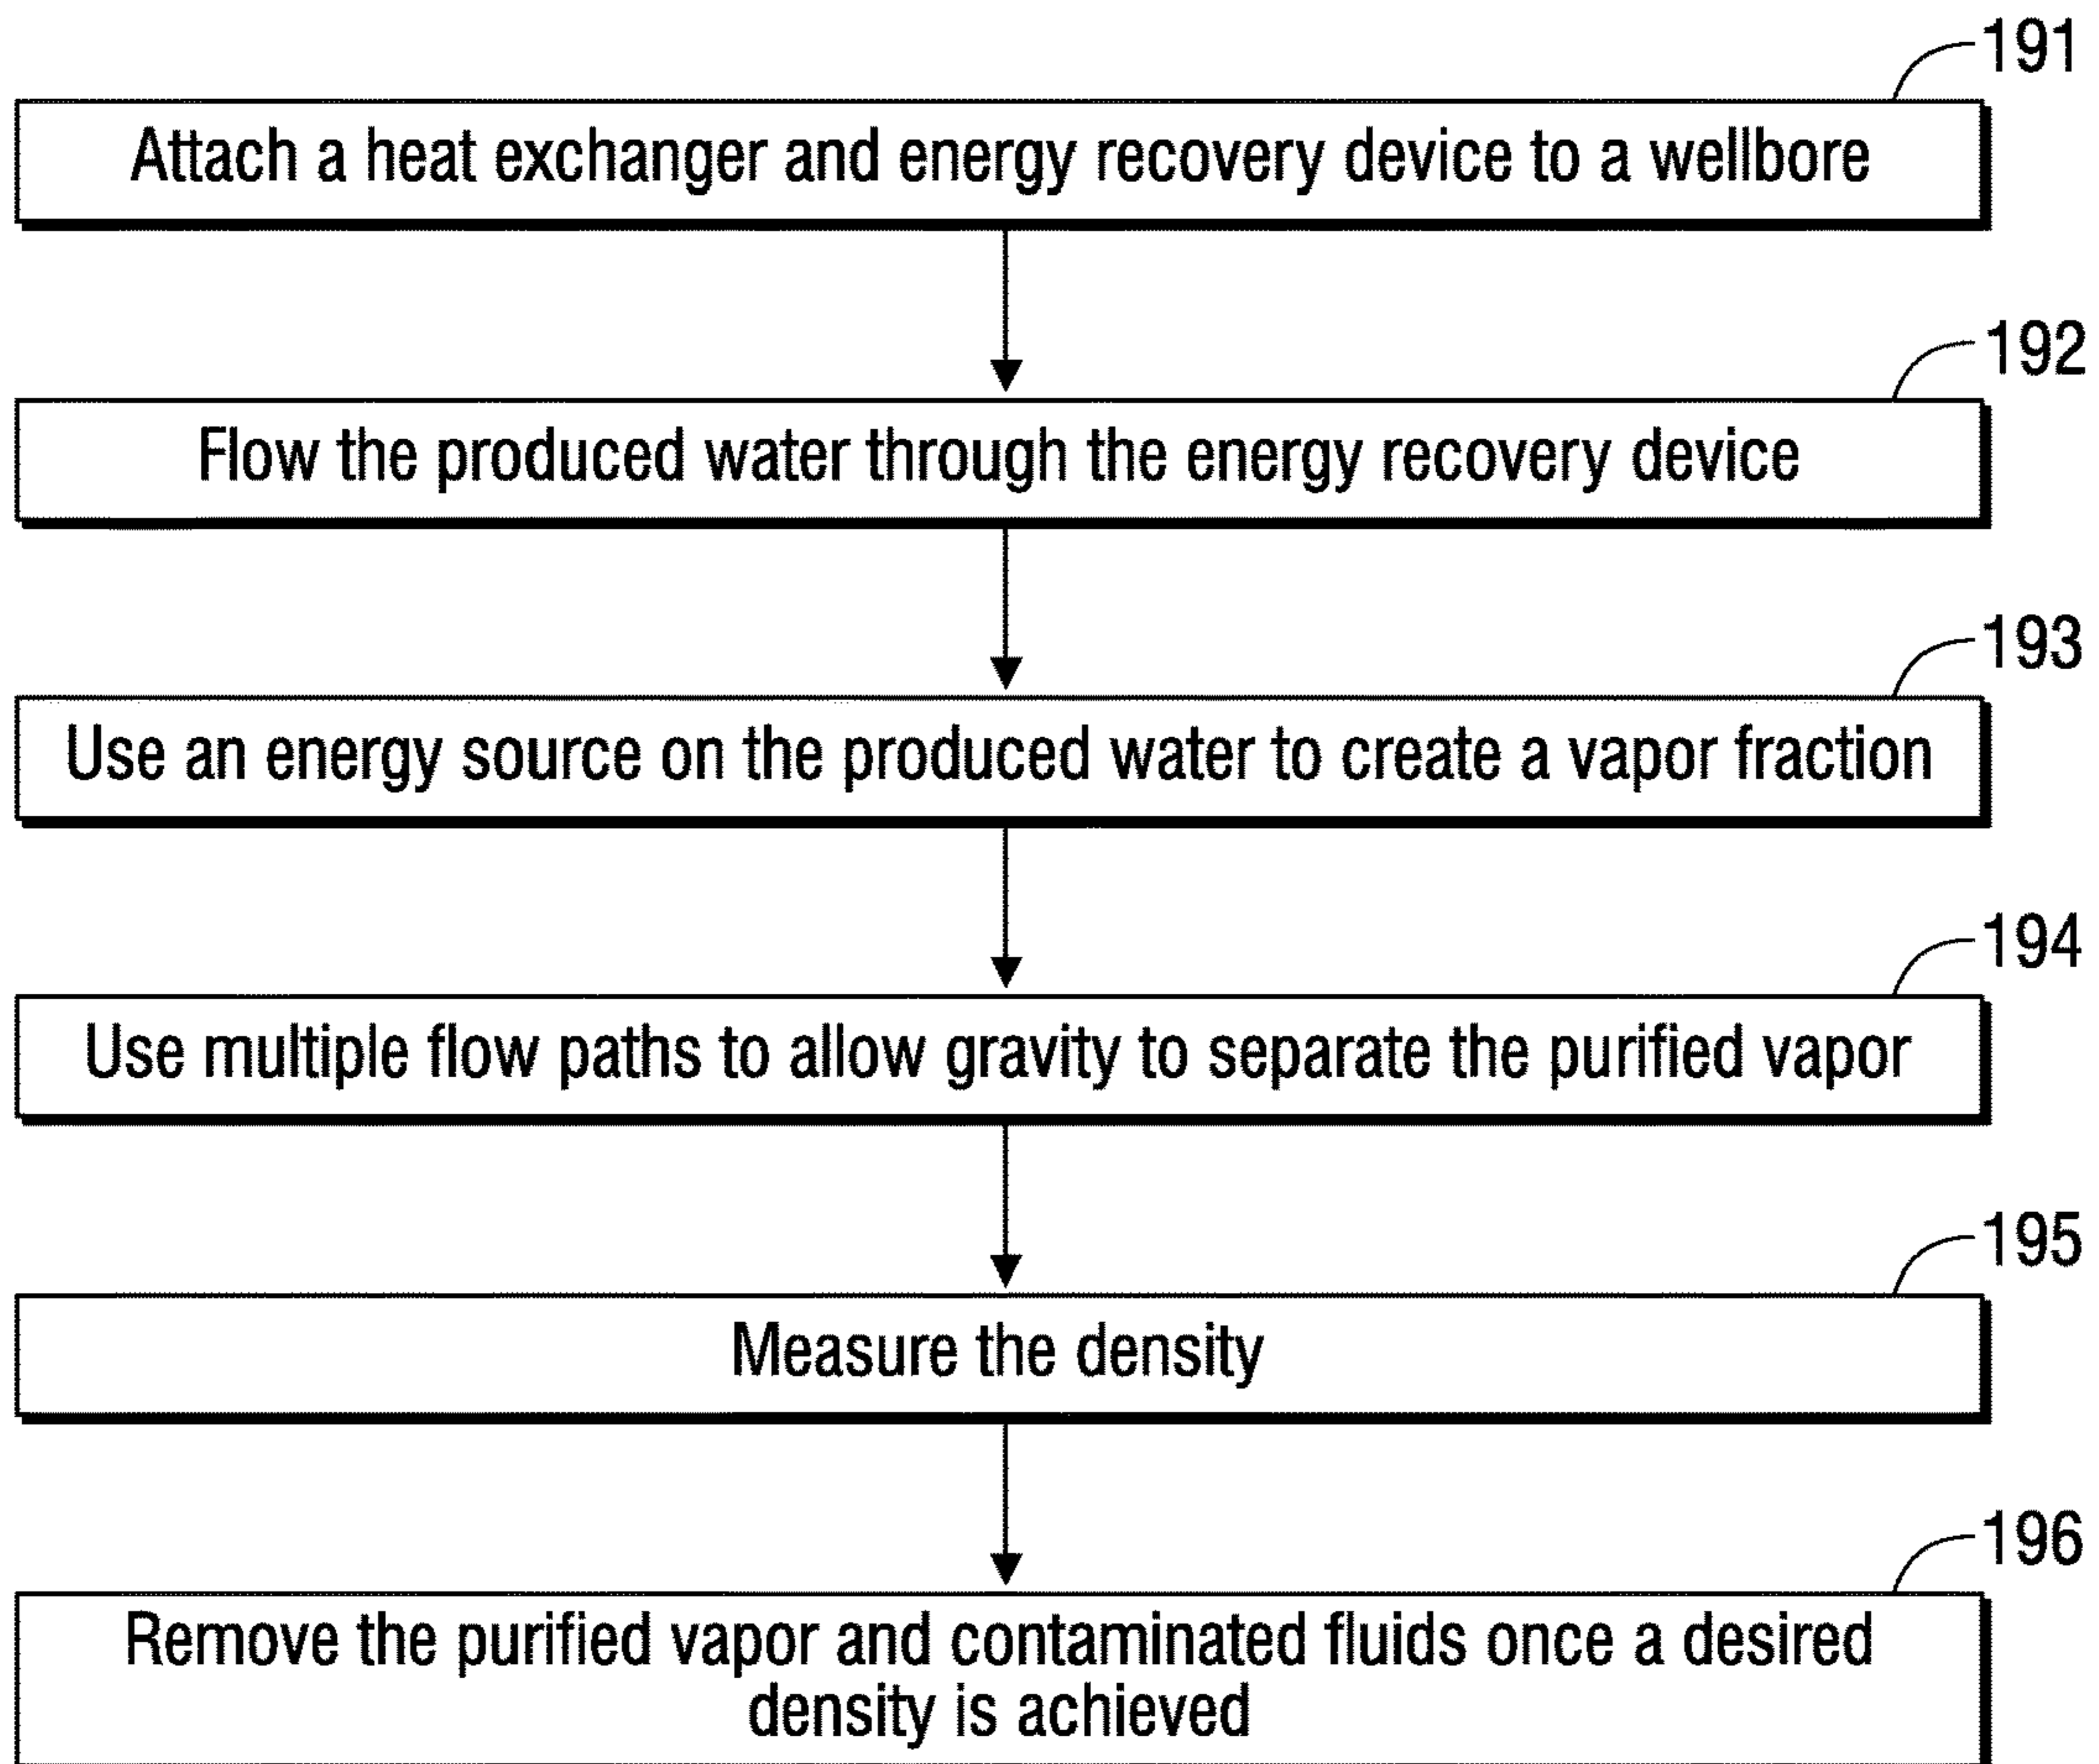 191
Attach a heat exchanger and energy recovery device to a wellbore
192
Flow the produced water through the energy recovery device
193
Use an energy source on the produced water to create a vapor fraction
194
Use multiple flow paths to allow gravity to separate the purified vapor
195
Measure the density
196
Remove the purified vapor and contaminated fluids once a desired
density is achieved